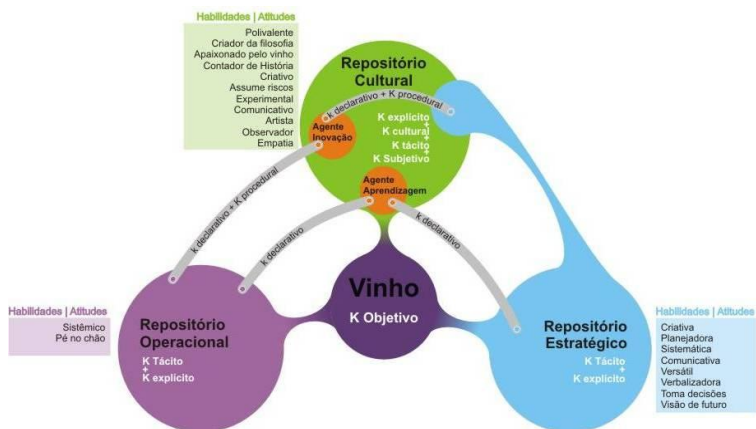 Habilidades | Atitudes
Polivalente
Criador da filosofia
Apaixonado pelo vinho
Contador de História
Criativo
Assume riscos
Experimental
Comunicativo
Artista
Observador
Empatia
Repositório
Cultural
k declarativo + K procedural
K explícito
+
K cultural
+
K tácito
+
K Subjetivo
Agente
Inovação
Agente
Aprendizagem
k declarativo + K procedural
k declarativo
k declarativo
Vinho
K Objetivo
Habilidades | Atitudes
Sistêmico
Pé no chão
Repositório
Operacional
K Tácito
+
K explícito
Repositório
Estratégico
K Tácito
+
K explícito
Habilidades | Atitudes
Criativa
Planejadora
Sistemática
Comunicativa
Versátil
Verbalizadora
Toma decisões
Visão de futuro